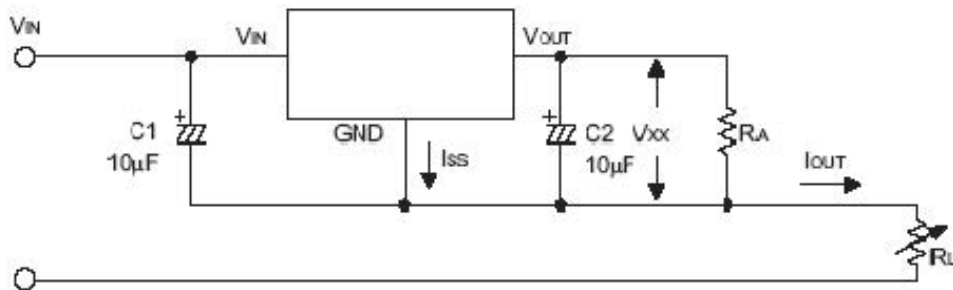 VIN
VIN
VOUT
C1
10μF
GND
ISS
C2
10μF
VXX
RA
IOUT
RL